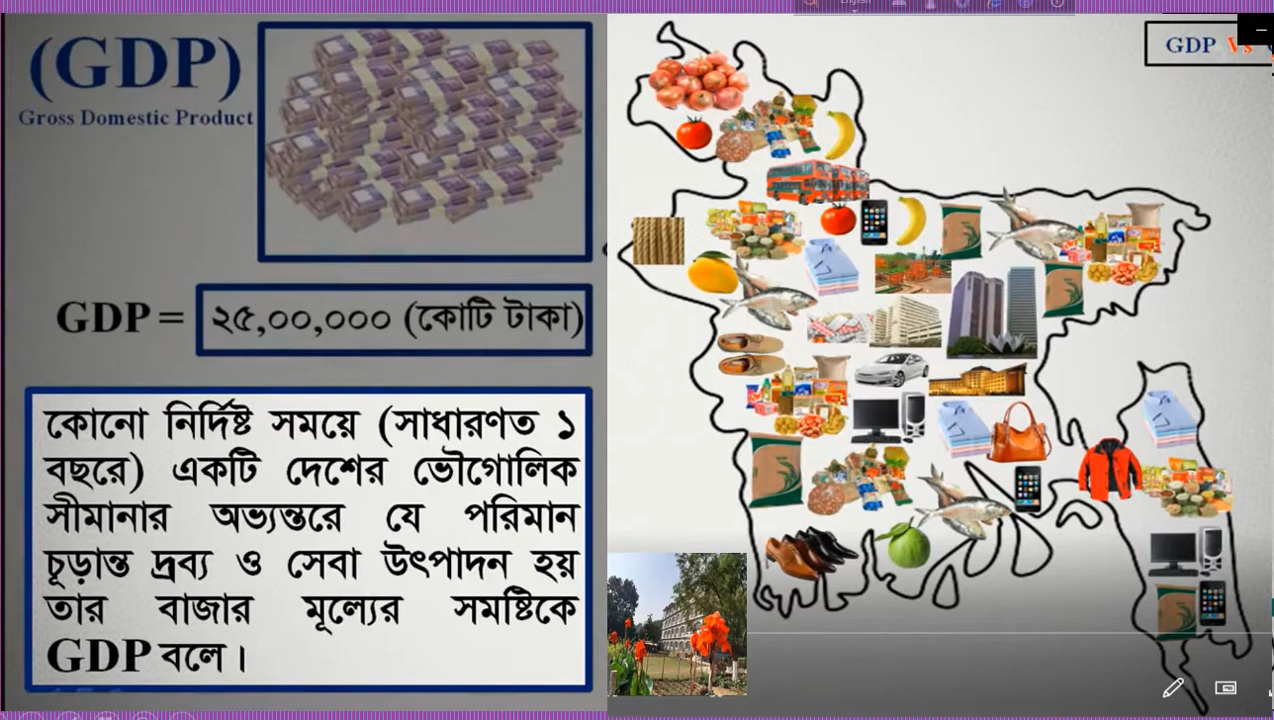 English
(GDP)
Gross Domestic Product
GDP Vs
GDP = ২৫,০০,০০০ (কোটি টাকা)
কোনো নির্দিষ্ট সময়ে (সাধারণত ১
বছরে) একটি দেশের ভৌগোলিক
সীমানার অভ্যন্তরে যে পরিমান
চূড়ান্ত দ্রব্য ও সেবা উৎপাদন হয়
তার বাজার মূল্যের সমষ্টিকে
GDP বলে।